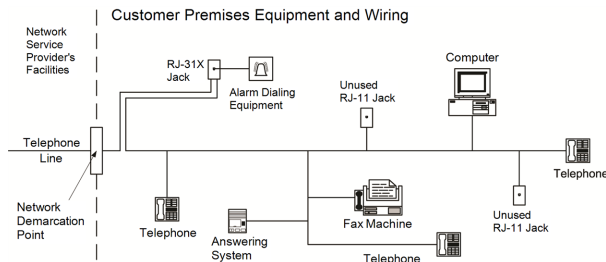 Customer Premises Equipment and Wiring
Network
Service
Provider's
Facilities
RJ-31X
Jack
Alarm Dialing
Equipment
Unused
RJ-11 Jack
Computer
Telephone
Line
Telephone
Network
Demarcation
Point
Telephone
Answering
System
Fax Machine
Telephone
Unused
RJ-11 Jack